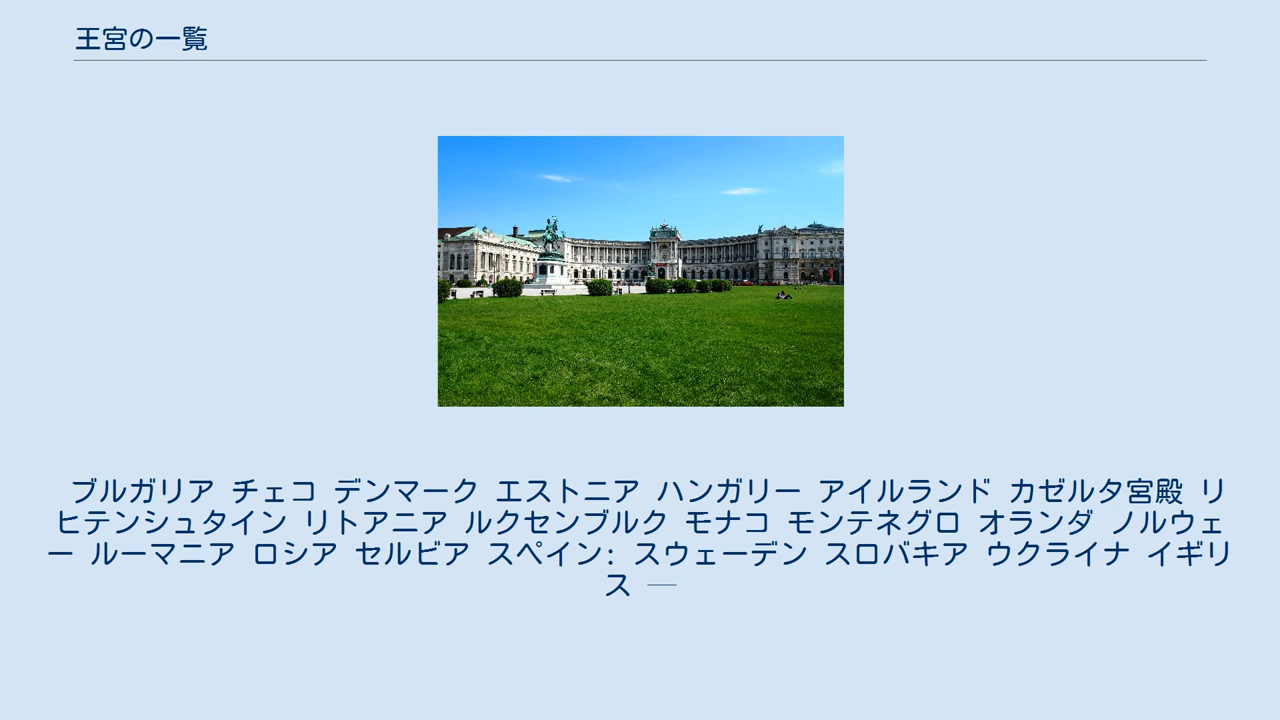 王宮の一覧
ブルガリア チェコ デンマーク エストニア ハンガリー アイルランド カゼルタ宮殿 リ
ヒテンシュタイン リトアニア ルクセンブルク モナコ モンテネグロ オランダ ノルウェ
ー ルーマニア ロシア セルビア スペイン: スウェーデン スロバキア ウクライナ イギリ
ス ―